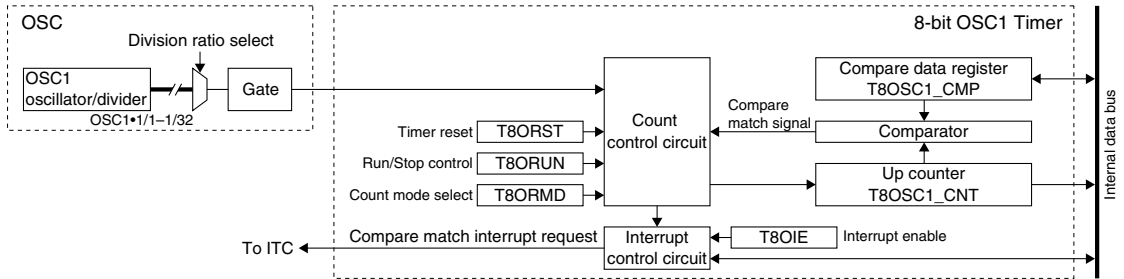 OSC
8-bit OSC1 Timer
Division ratio select
OSC1
oscillator/divider
Gate
OSC1•1/1–1/32
Compare data register
T8OSC1_CMP
Count
control circuit
Compare
match signal
Comparator
Timer reset
T8ORST
Run/Stop control
T8ORUN
Up counter
T8OSC1_CNT
Count mode select
T8ORMD
To ITC
Compare match interrupt request
Interrupt
control circuit
T8OIE
Interrupt enable
Internal data bus